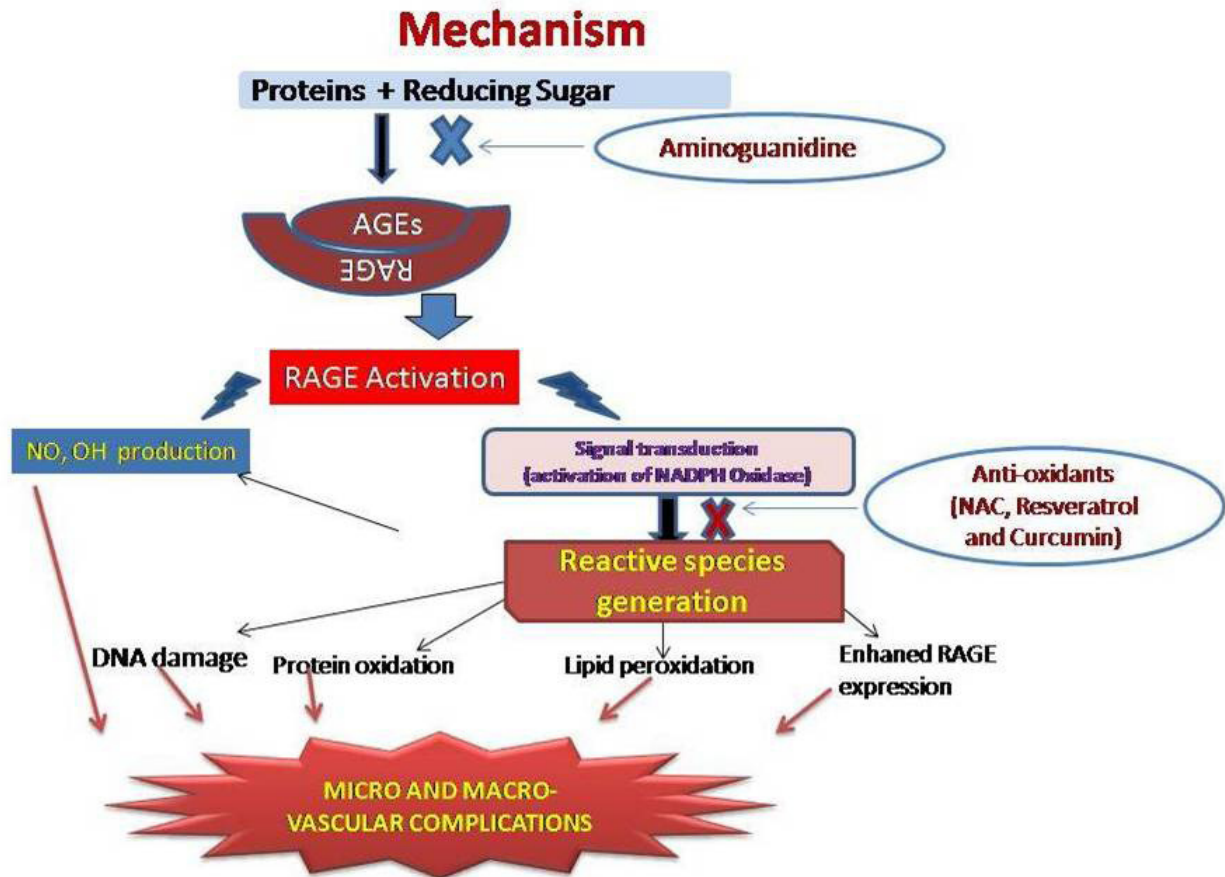 Mechanism
Proteins + Reducing Sugar
Aminoguanidine
AGEs
RAGE
RAGE Activation
NO, OH production
Signal transduction
(activation of NADPH Oxidase)
Anti-oxidants
(NAC, Resveratrol
and Curcumin)
Reactive species
generation
DNA damage
Protein oxidation
Lipid peroxidation
Enhaned RAGE
expression
MICRO AND MACRO-
VASCULAR COMPLICATIONS